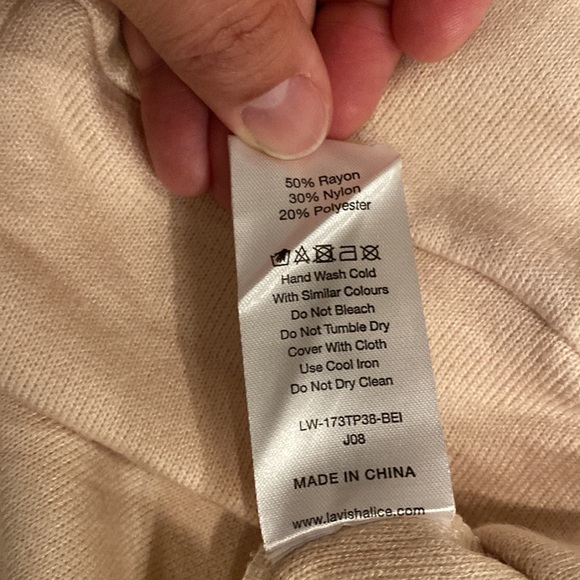 50% Rayon
30% Nylon
20% Polyester
Hand Wash Cold
With Similar Colours
Do Not Bleach
Do Not Tumble Dry
Cover With Cloth
Use Cool Iron
Do Not Dry Clean
LW-173TP38-BEI
J08
MADE IN CHINA
www.lavishalice.com